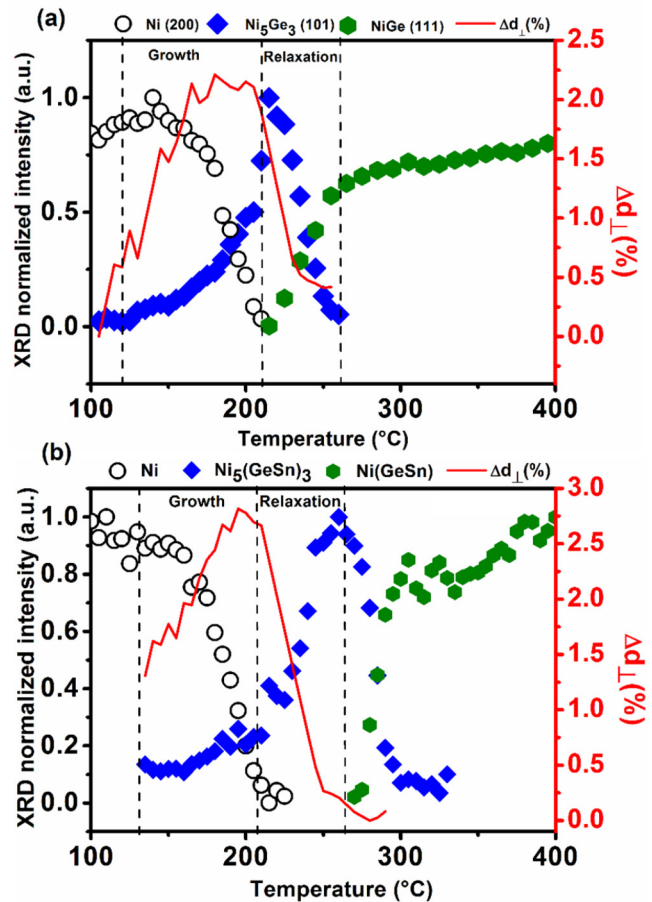 (a)
Ni (200) Ni₅Ge₃ (101) NiGe (111) Δd⊥(%)
Growth Relaxation
XRD normalized intensity (a.u.)
1.0
0.5
0.0
2.5
2.0
1.5
1.0
0.5
0.0
Δd⊥(%)
100 200 300 400
Temperature (°C)
(b)
Ni Ni₅(GeSn)₃ Ni(GeSn) Δd⊥(%)
Growth Relaxation
XRD normalized intensity (a.u.)
1.0
0.8
0.6
0.4
0.2
0.0
3.0
2.5
2.0
1.5
1.0
0.5
0.0
Δd⊥(%)
100 200 300 400
Temperature (°C)